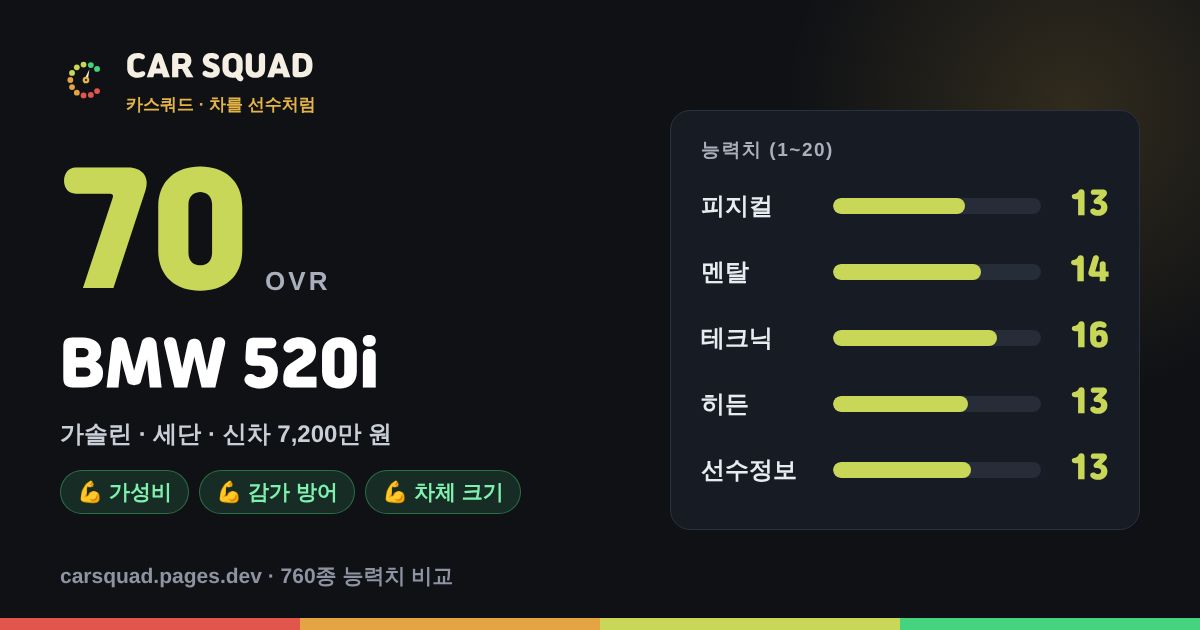 CAR SQUAD
카스쿼드 · 차를 선수처럼
70 OVR
BMW 520i
가솔린 · 세단 · 신차 7,200만 원
💪 가성비 💪 감가 방어 💪 차체 크기
carsquad.pages.dev · 760종 능력치 비교
능력치 (1~20)
피지컬 13
멘탈 14
테크닉 16
히든 13
선수정보 13